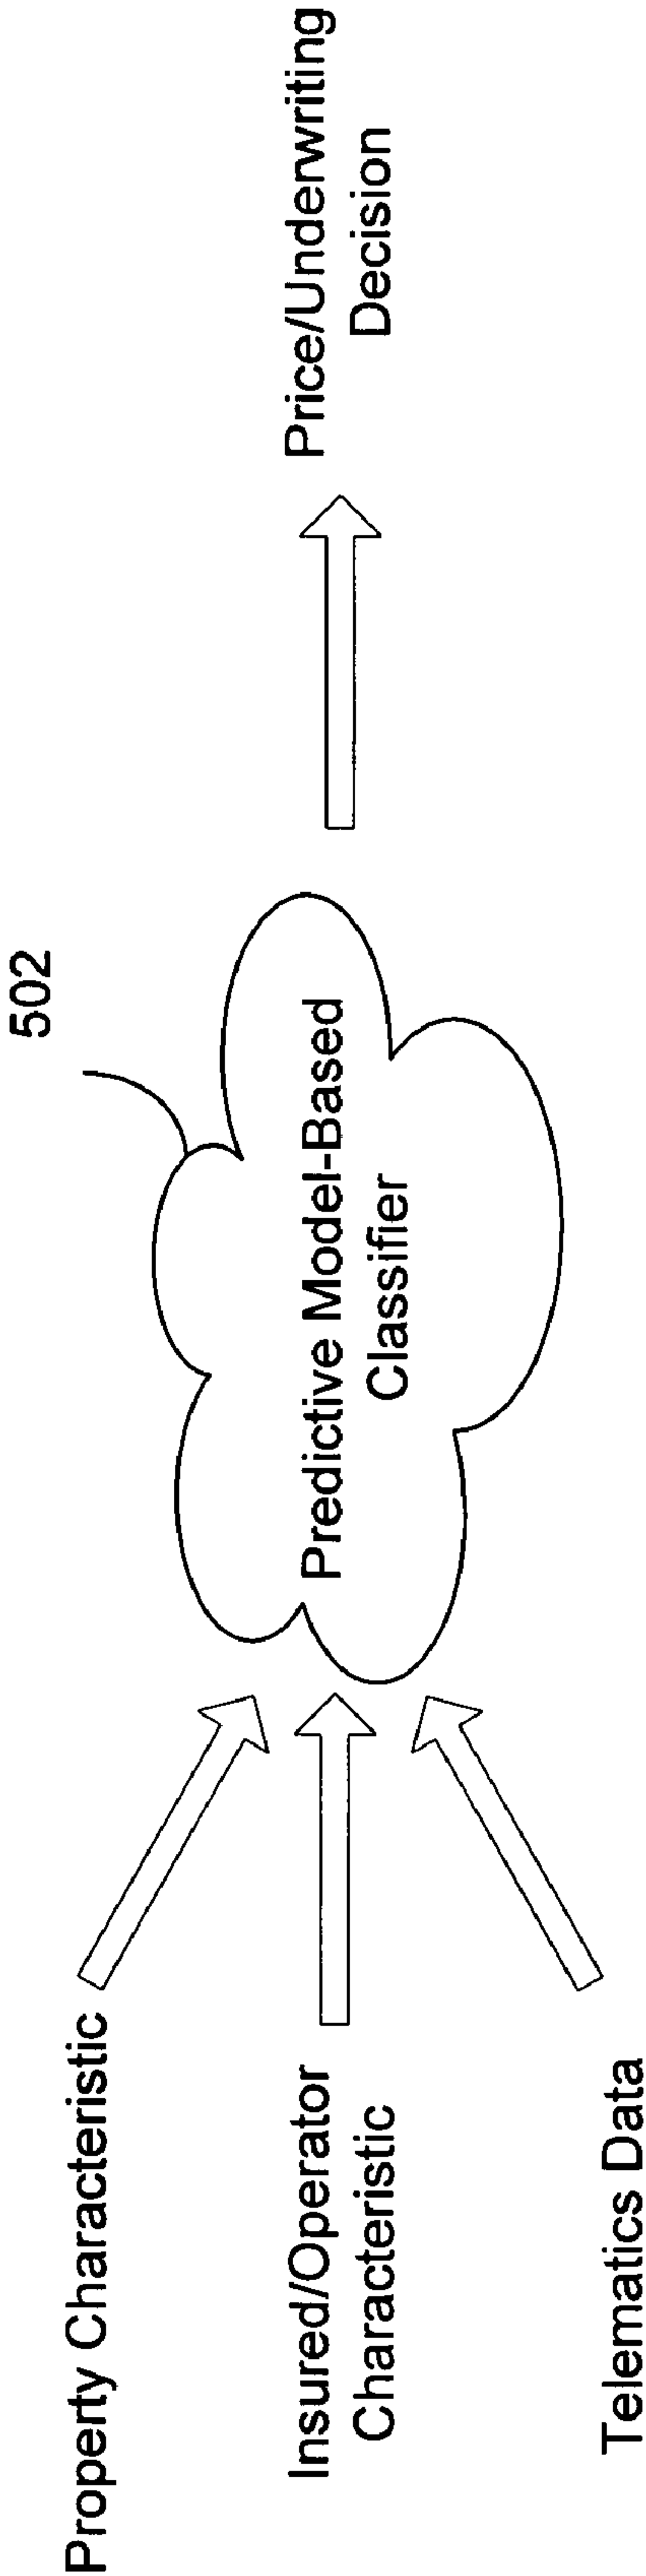 502
Property Characteristic
Insured/Operator
Characteristic
Telematics Data
Predictive Model-Based
Classifier
Price/Underwriting
Decision